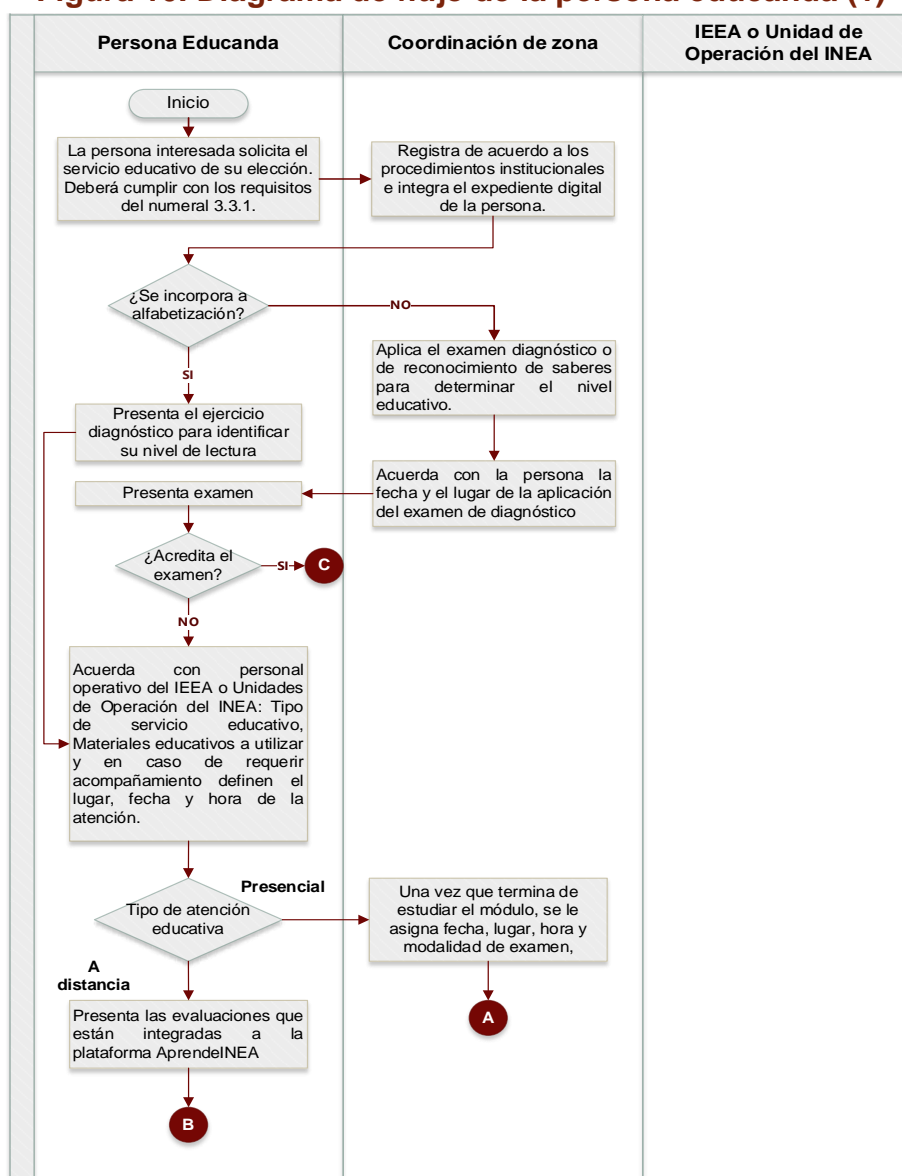 Figura 10. Diagrama de flujo de la persona educanda (1)
Persona Educanda
Coordinación de zona
IEEA o Unidad de
Operación del INEA
Inicio
La persona interesada solicita el
servicio educativo de su elección.
Deberá cumplir con los requisitos
del numeral 3.3.1.
Registra de acuerdo a los
procedimientos institucionales
e integra el expediente digital
de la persona.
¿Se incorpora a
alfabetización?
NO
SI
Aplica el examen diagnóstico o
de reconocimiento de saberes
para determinar el nivel
educativo.
Presenta el ejercicio
diagnóstico para identificar
su nivel de lectura
Acuerda con la persona la
fecha y el lugar de la aplicación
del examen de diagnóstico
Presenta examen
¿Acredita el
examen?
SI
C
NO
Acuerda con personal
operativo del IEEA o Unidades
de Operación del INEA: Tipo
de servicio educativo,
Materiales educativos a utilizar
y en caso de requerir
acompañamiento definen el
lugar, fecha y hora de la
atención.
Tipo de atención
educativa
Presencial
Una vez que termina de
estudiar el módulo, se le
asigna fecha, lugar, hora y
modalidad de examen,
A
A
distancia
Presenta las evaluaciones que
están integradas a la
plataforma AprendeINEA
B